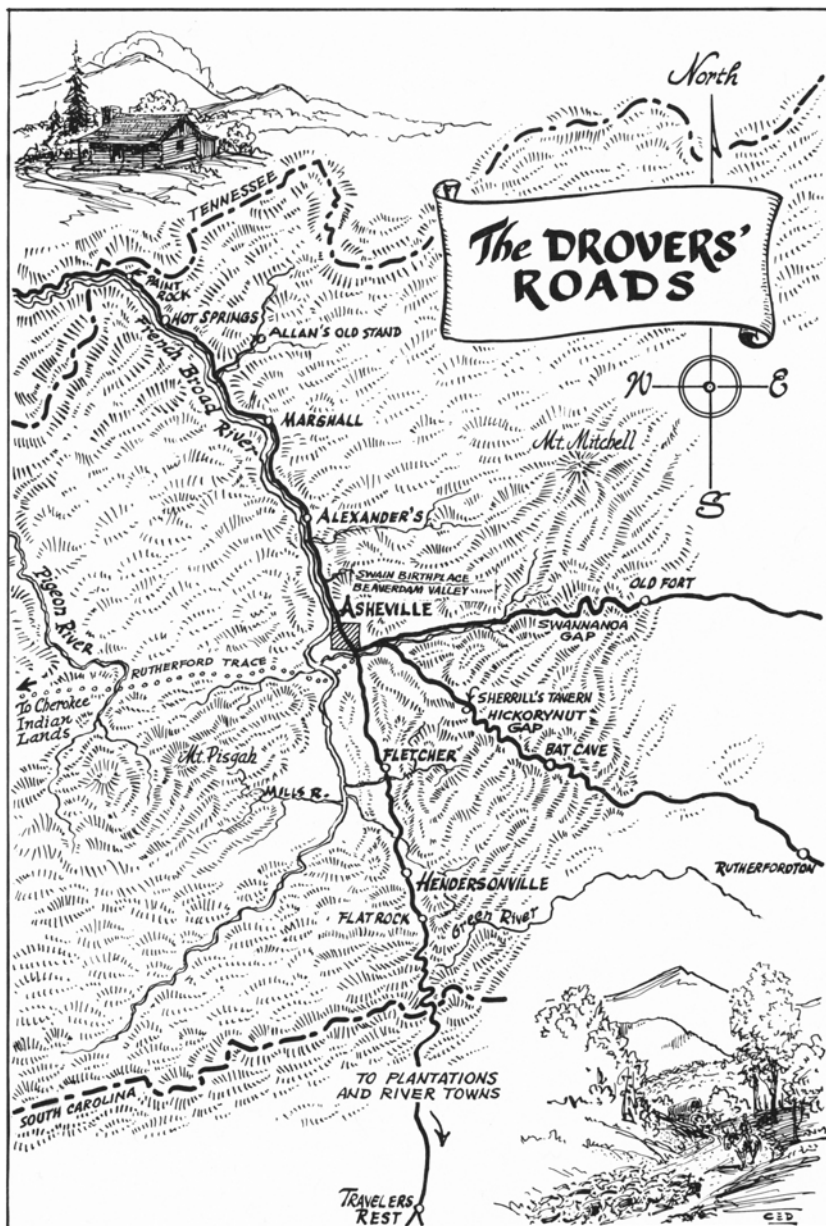 North
The DROVERS'
ROADS
TENNESSEE
PAINT
ROCK
HOT SPRINGS
ALLAN'S OLD STAND
French Broad River
W
E
S
MARSHALL
Mt. Mitchell
ALEXANDER'S
SWAIN BIRTHPLACE
BEAVERDAM VALLEY
ASHEVILLE
OLD FORT
SWANNANOA
GAP
Pigeon River
RUTHERFORD TRACE
To Cherokee
Indian
Lands
SHERRILL'S TAVERN
HICKORYNUT
GAP
BAT CAVE
Mt. Pisgah
FLETCHER
MILLS R.
RUTHERFORDTON
HENDERSONVILLE
FLAT ROCK
Green River
TO PLANTATIONS
AND RIVER TOWNS
SOUTH CAROLINA
TRAVELERS
REST
CED